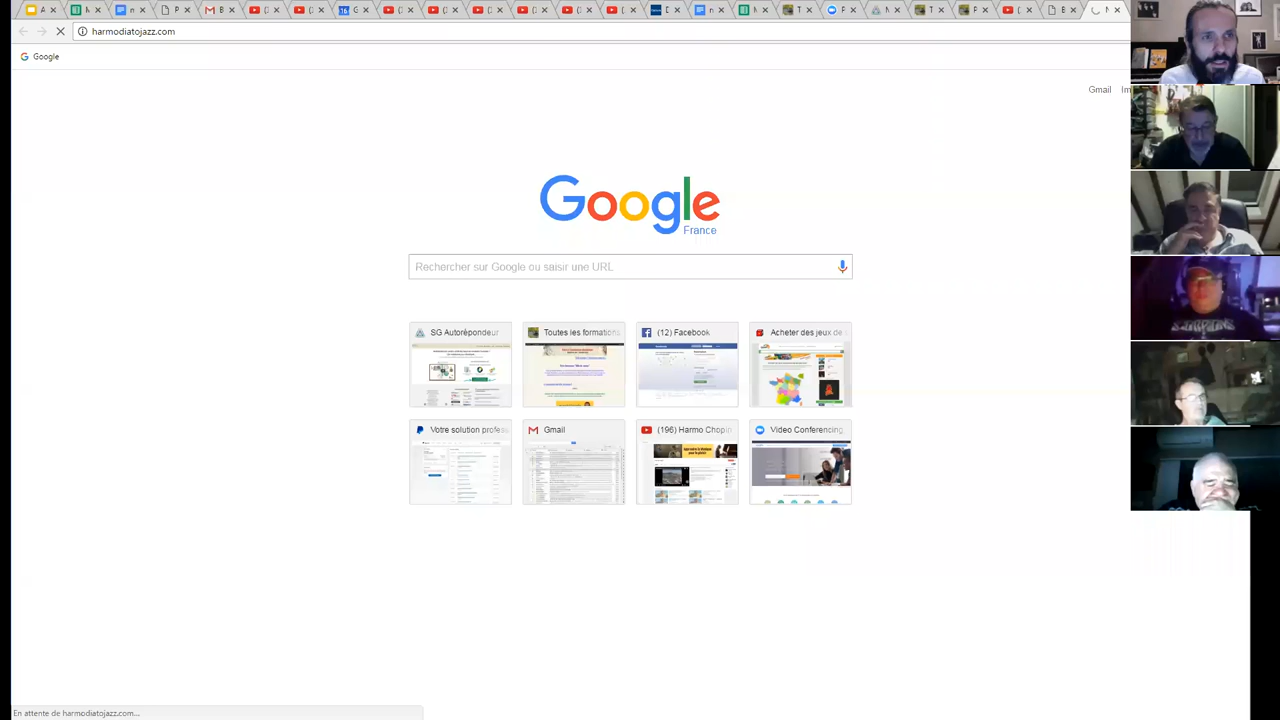 harmodiatojazz.com
Google
Gmail
Google
France
Rechercher sur Google ou saisir une URL
SG Autorépondeur
Toutes les formations
(12) Facebook
Acheter des jeux de
Votre solution profes
Gmail
(196) Harmo Chopin
Video Conferencing,
SCORPIONS
En attente de harmodiatojazz.com...